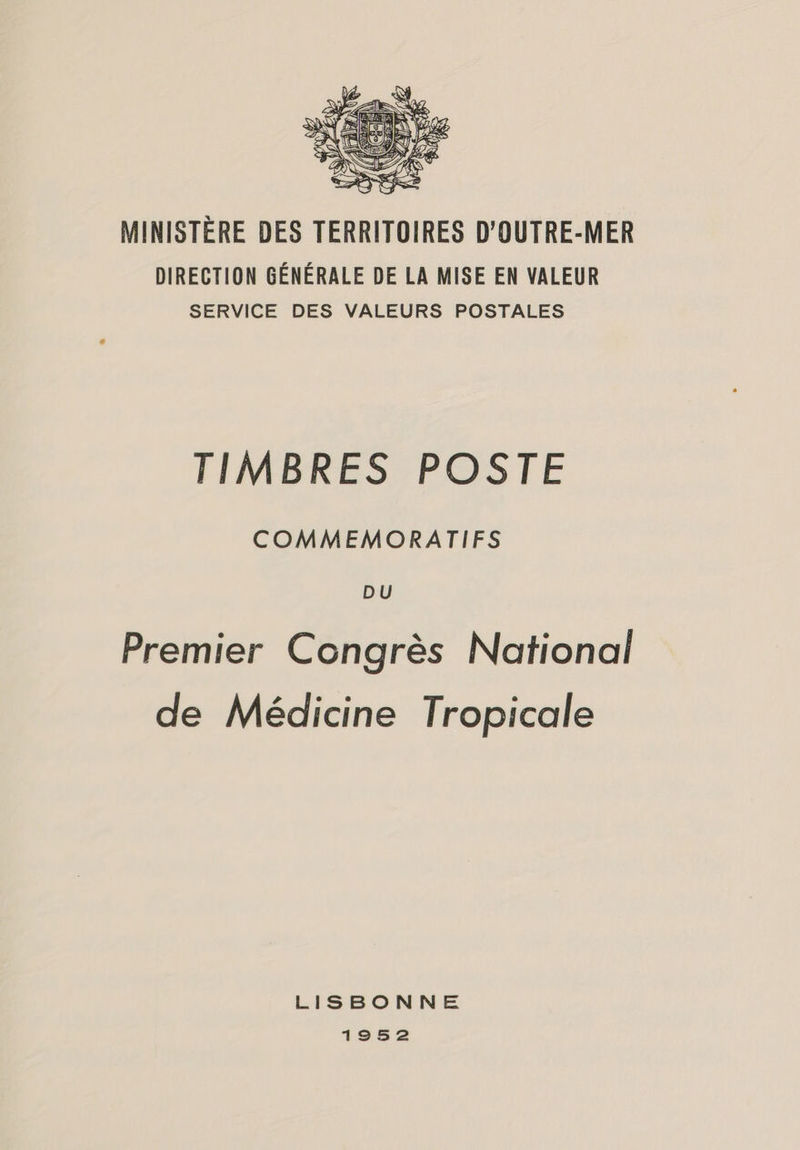 MINISTÈRE DES TERRITOIRES D'OUTRE-MER
DIRECTION GÉNÉRALE DE LA MISE EN VALEUR
SERVICE DES VALEURS POSTALES
TIMBRES POSTE
COMMEMORATIFS
DU
Premier Congrès National
de Médicine Tropicale
LISBONNE
1952